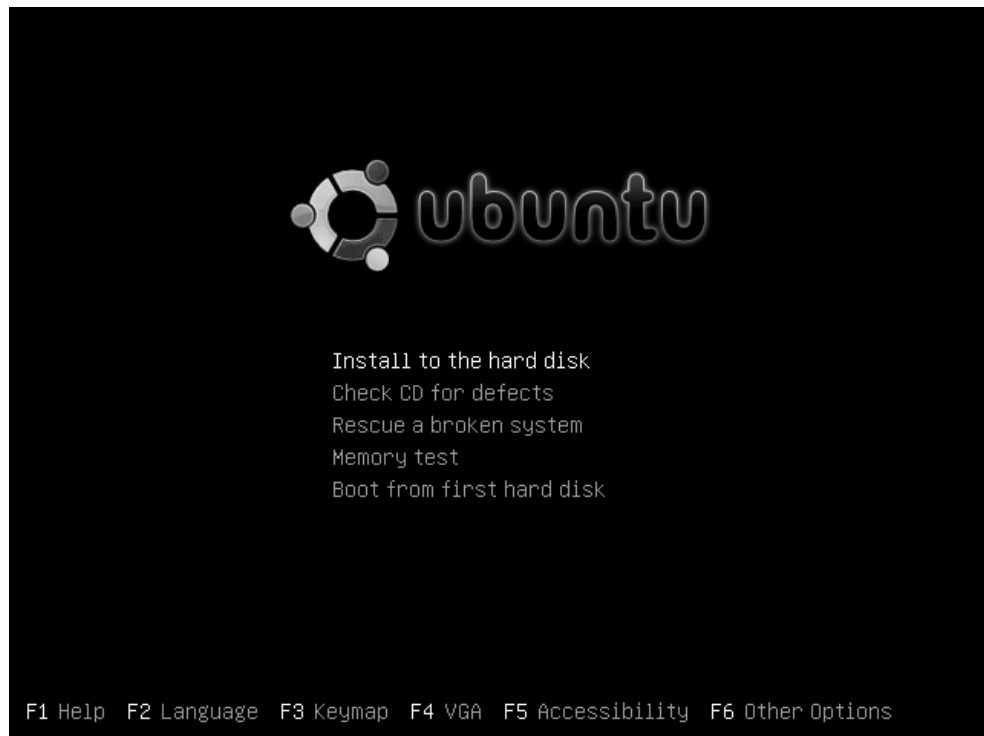 ubuntu
Install to the hard disk
Check CD for defects
Rescue a broken system
Memory test
Boot from first hard disk
F1 Help F2 Language F3 Keymap F4 VGA F5 Accessibility F6 Other Options